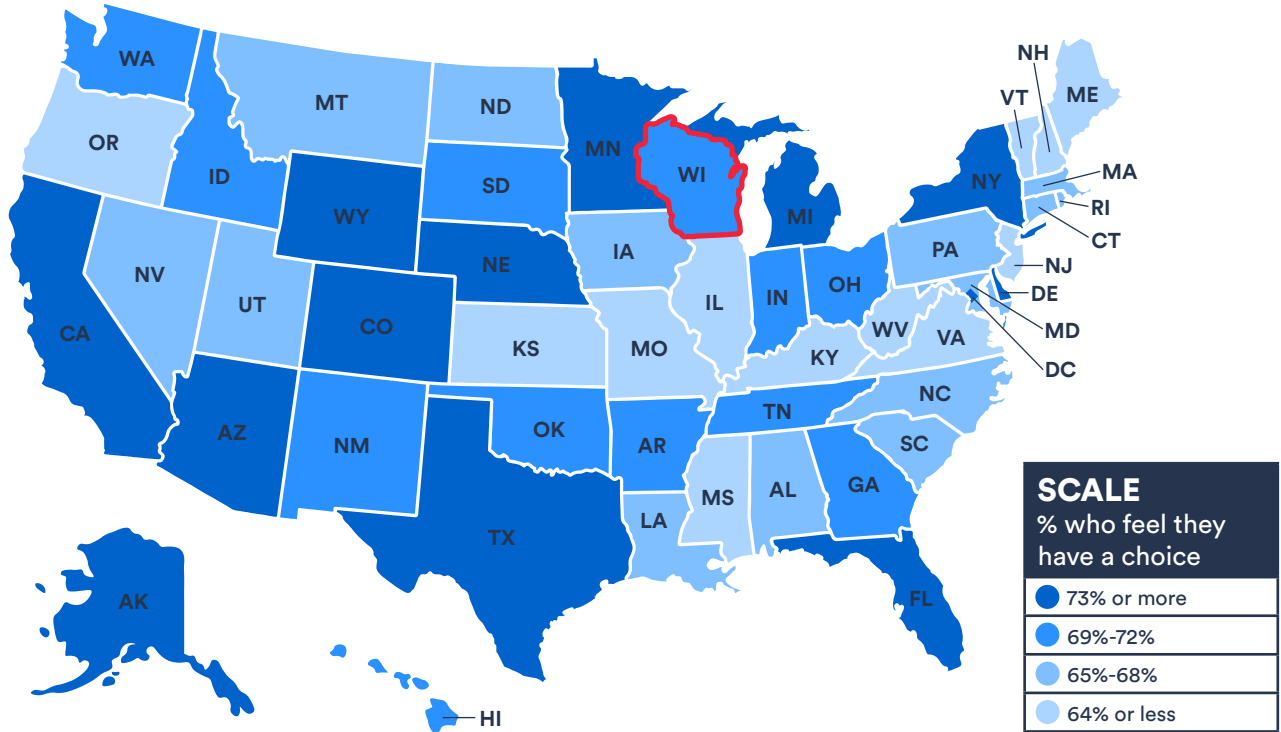 NH
WA
ME
VT
MT
ND
OR
MN
MA
WI
ID
NY
SD
RI
WY
MI
CT
IA
PA
NE
NJ
NV
OH
DE
UT
IN
IL
CO
WV
MD
CA
VA
KS
MO
KY
DC
NC
TN
AZ
OK
NM
AR
SC
GA
AL
MS
LA
TX
AK
FL
HI
SCALE
% who feel they
have a choice
73% or more
69%-72%
65%-68%
64% or less